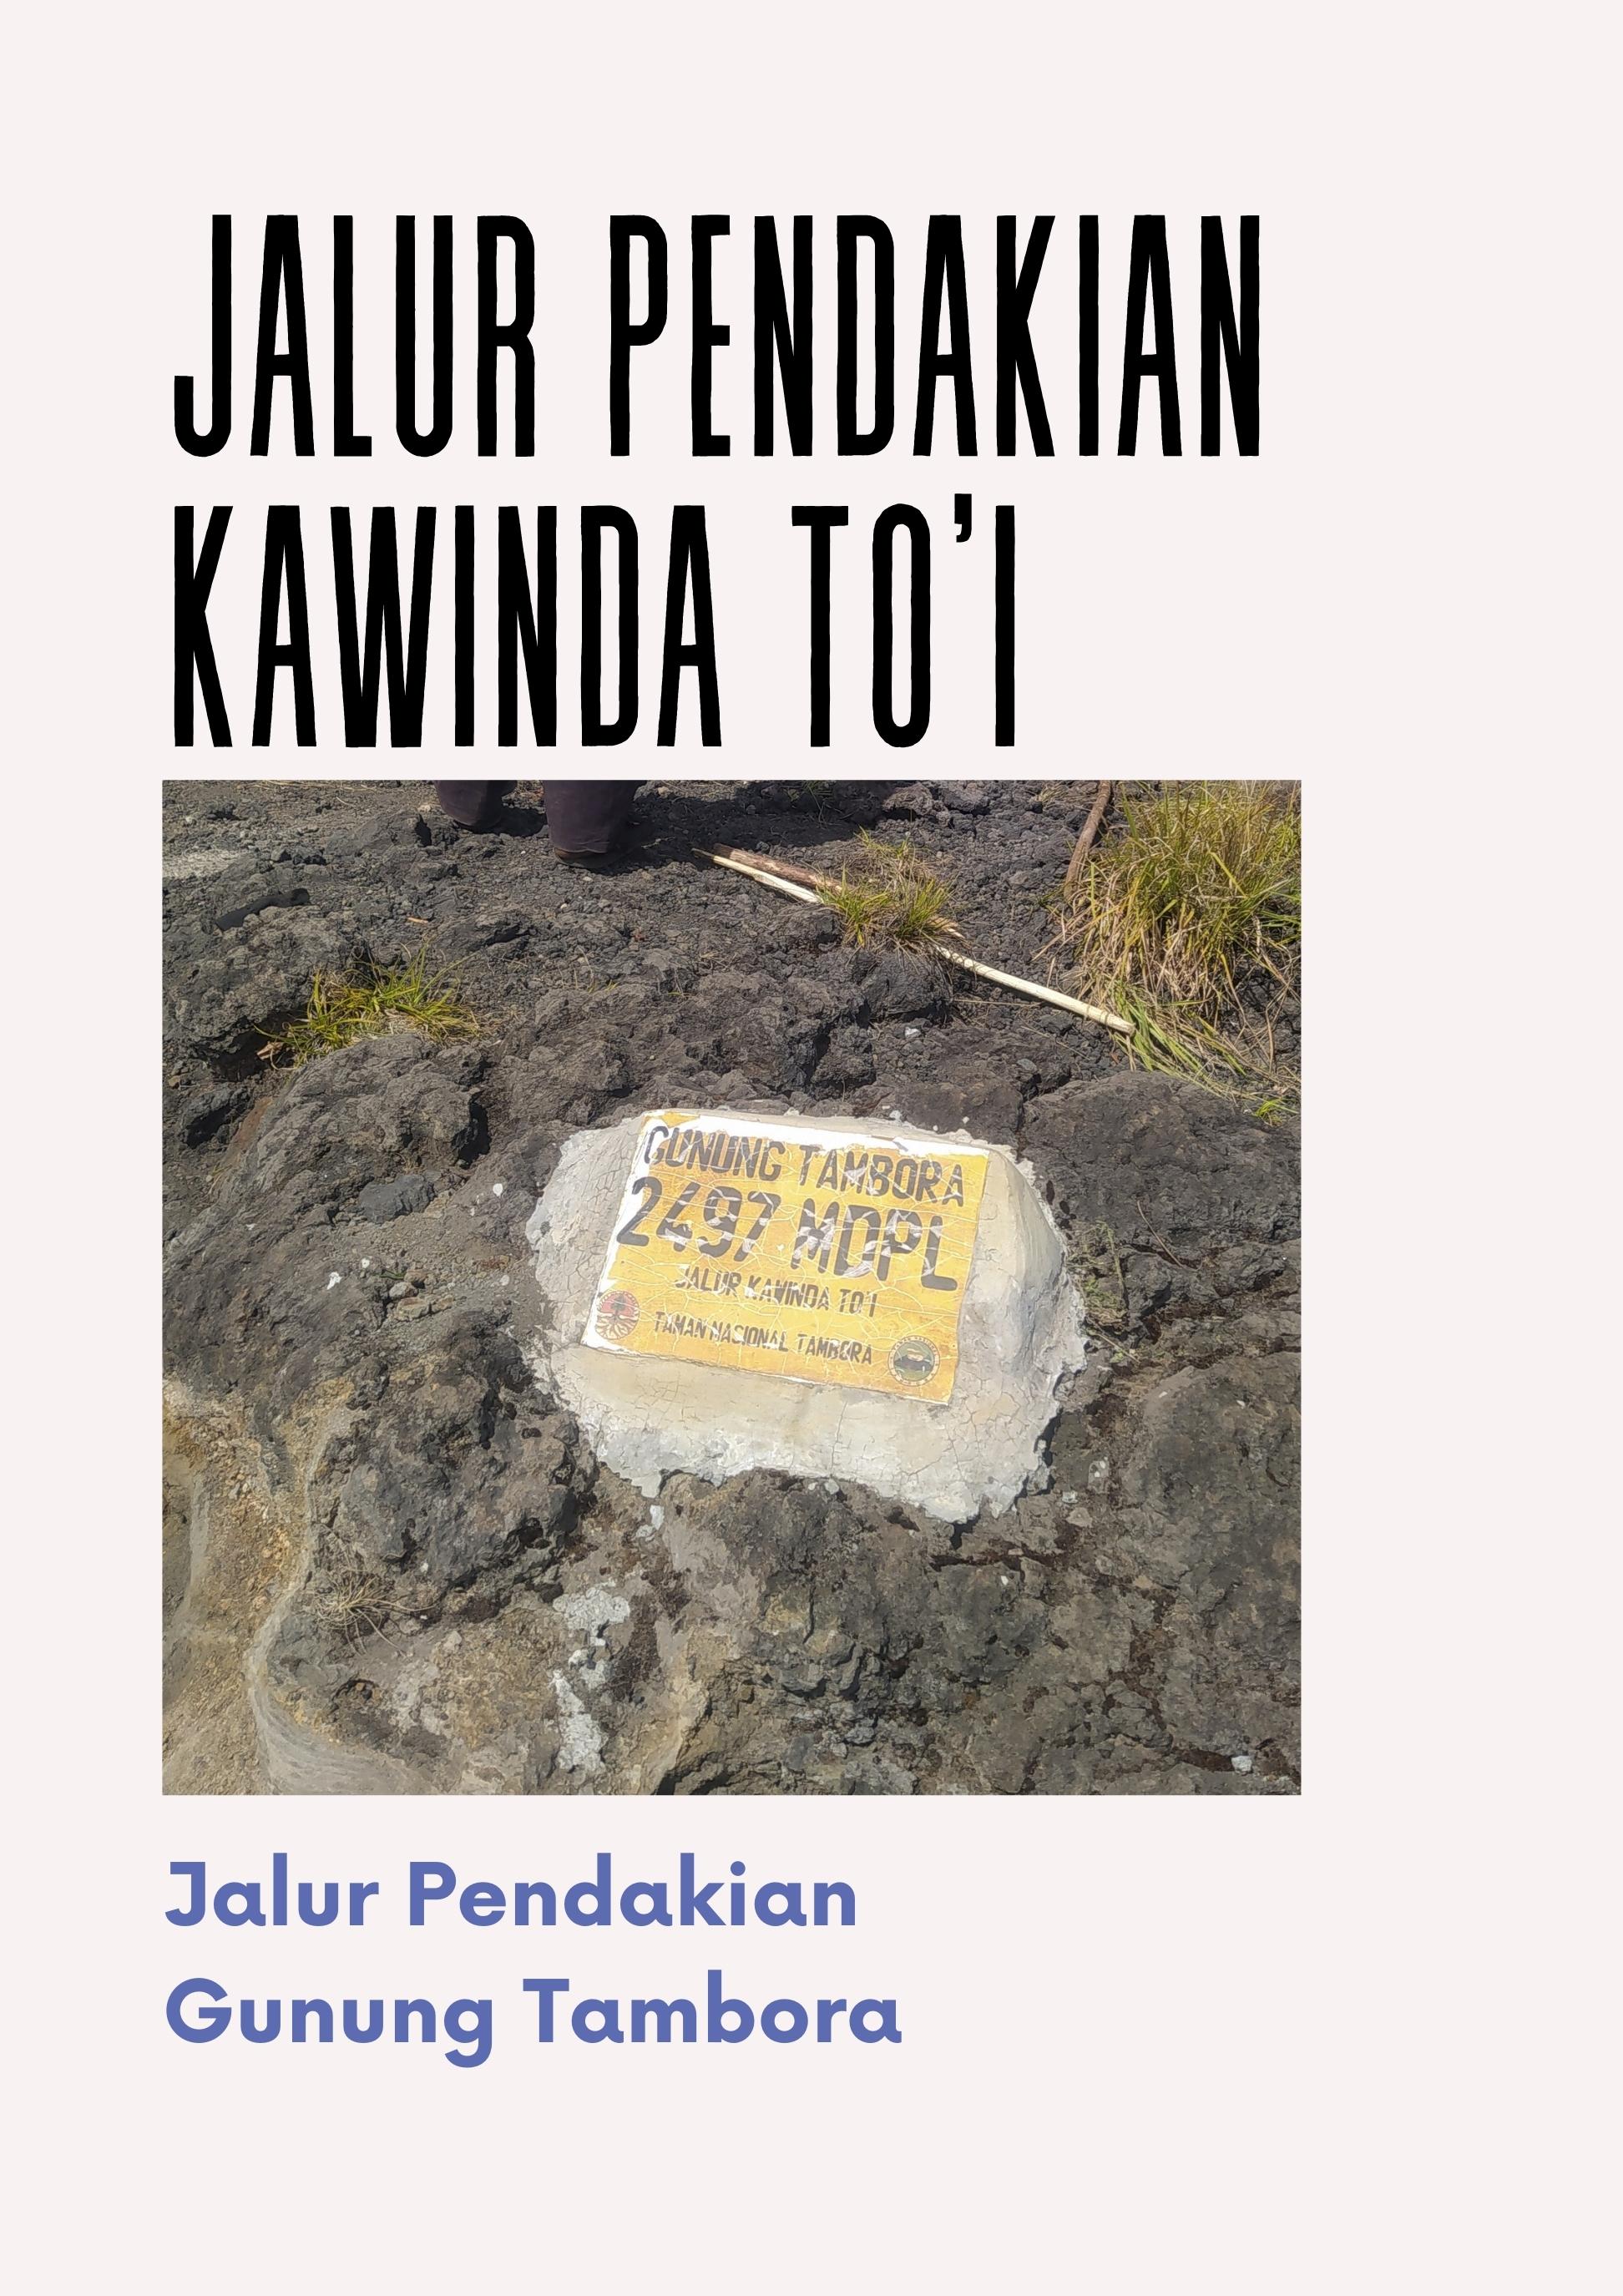 JALUR PENDAKIAN
KAWINDA TO’I
GUNUNG TAMBORA
2497 MDPL
JALUR KAWINDA TO'I
TAMAN NASIONAL TAMBORA
Jalur Pendakian
Gunung Tambora